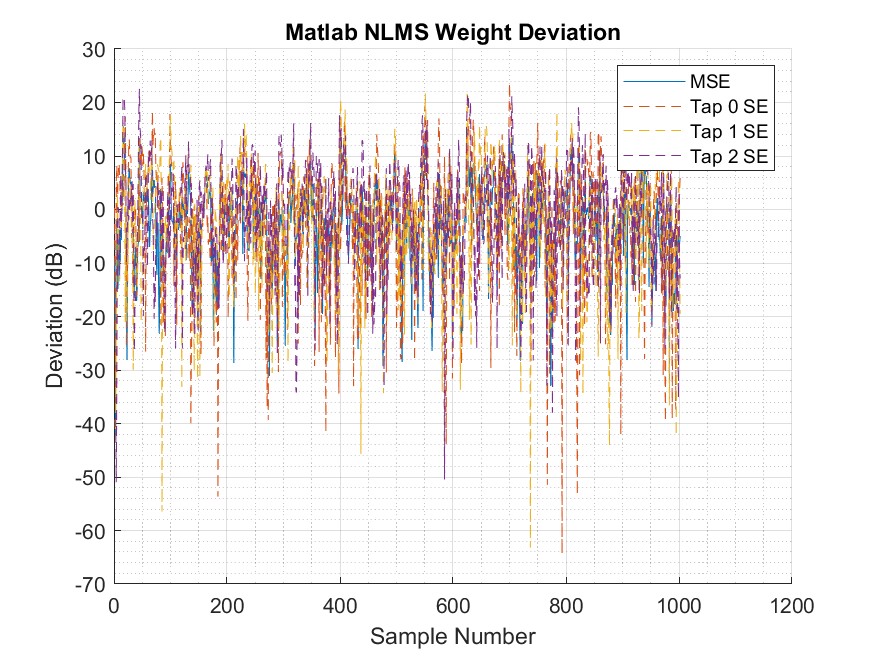 Matlab NLMS Weight Deviation
30
20
10
0
-10
-20
-30
-40
-50
-60
-70
Deviation (dB)
MSE
Tap 0 SE
Tap 1 SE
Tap 2 SE
0 200 400 600 800 1000 1200
Sample Number